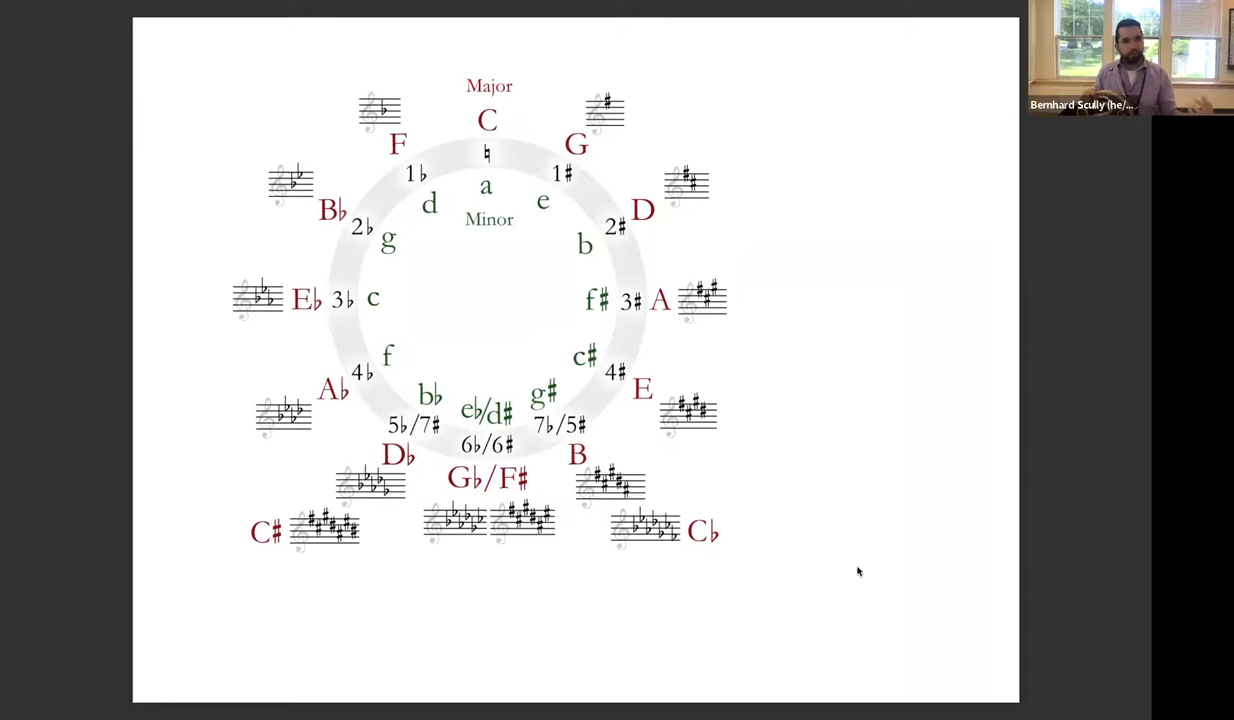 Major
C
F
G
♮
1♭
1♯
a
d
e
Minor
B♭
D
2♭
2♯
g
b
E♭ 3♭ c
f♯ 3♯ A
f
c♯
4♭
4♯
A♭
E
b♭
g♯
e♭/d♯
5♭/7♯
7♭/5♯
6♭/6♯
D♭
B
G♭/F♯
C♯
C♭
Bernhard Scully (he/...